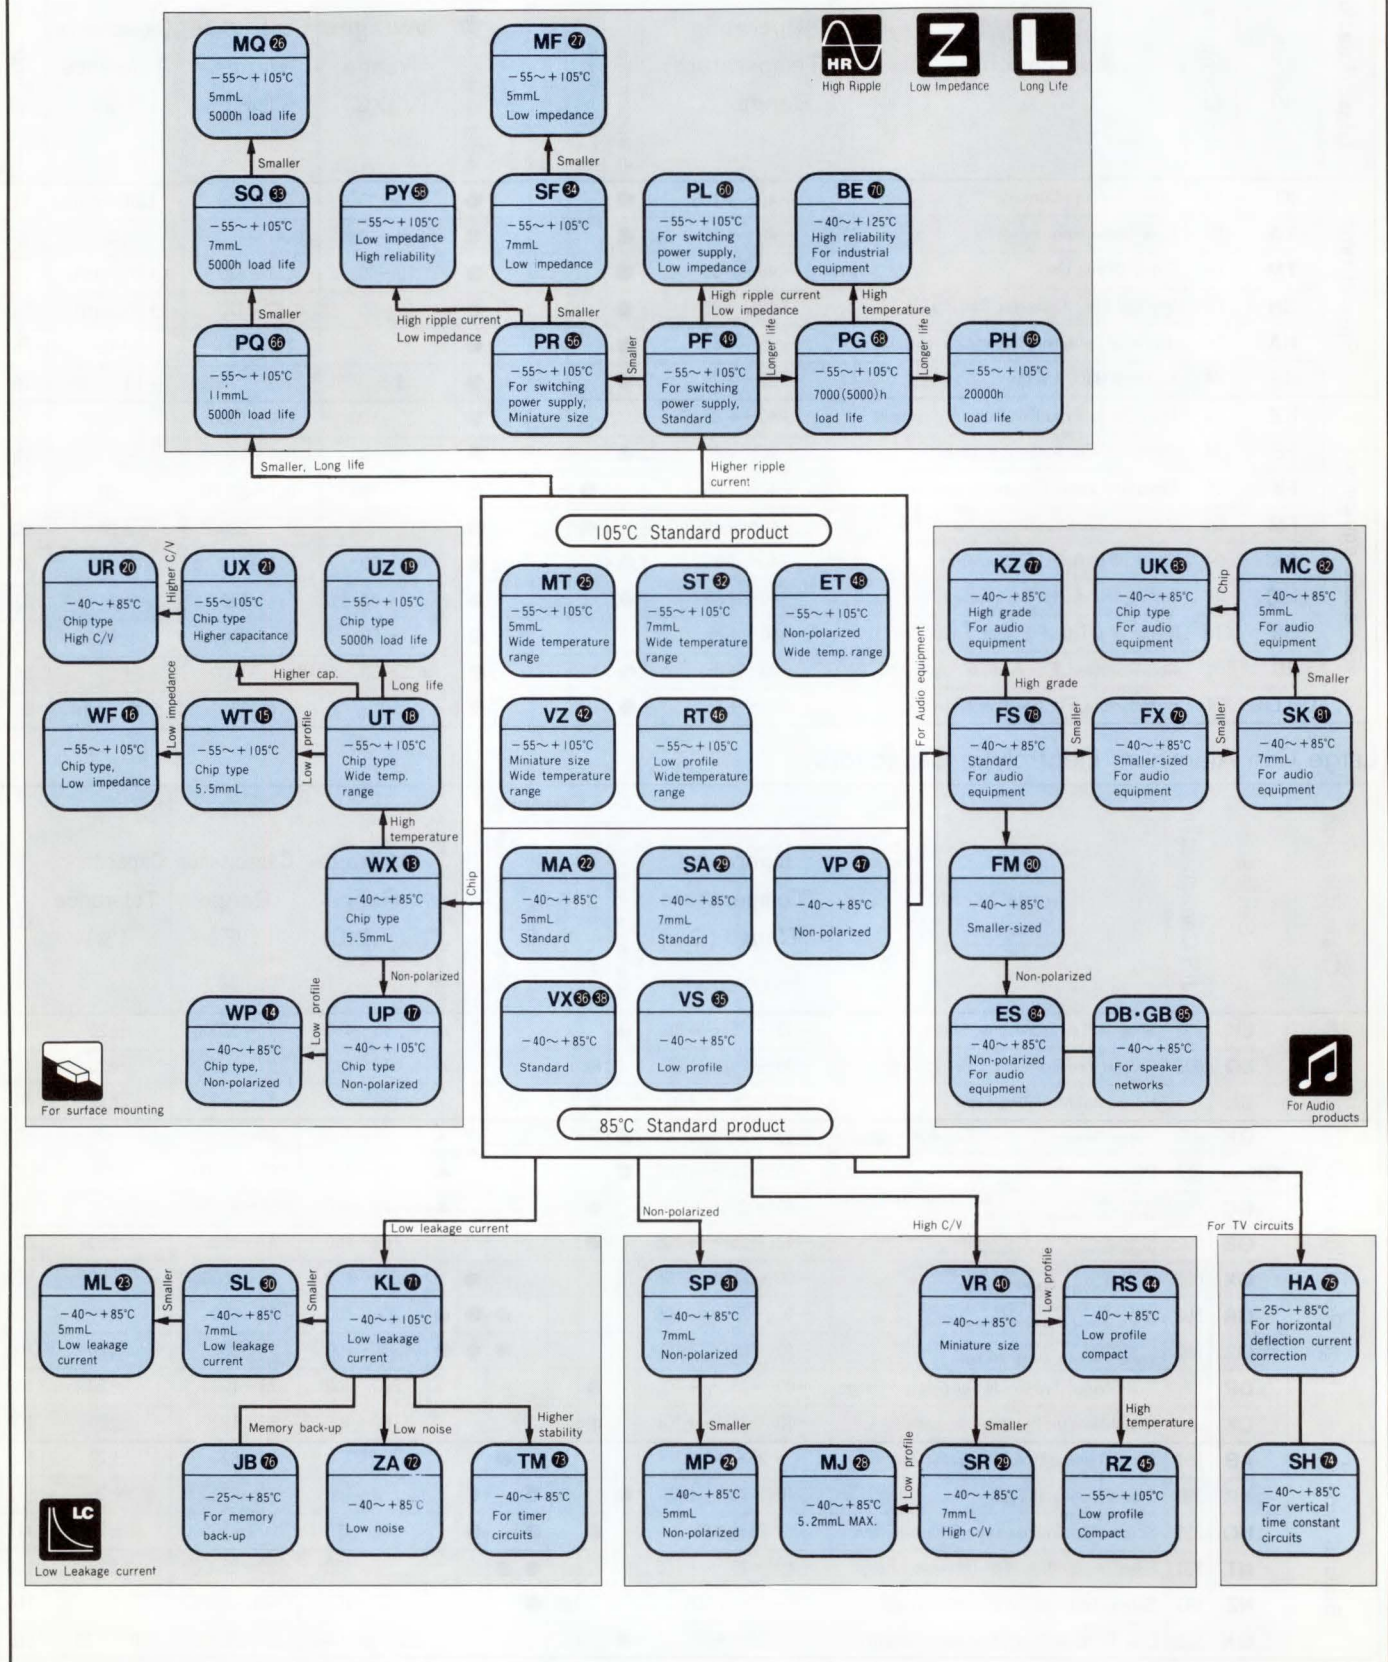 MQ 26
-55~+105°C
5mmL
5000h load life
MF 27
-55~+105°C
5mmL
Low impedance
HR
High Ripple
Z
Low Impedance
L
Long Life
Smaller
Smaller
SQ 33
-55~+105°C
7mmL
5000h load life
PY 58
-55~+105°C
Low impedance
High reliability
SF 34
-55~+105°C
7mmL
Low impedance
PL 60
-55~+105°C
For switching
power supply,
Low impedance
BE 70
-40~+125°C
High reliability
For industrial
equipment
Smaller
High ripple current
Low impedance
Smaller
High ripple current
Low impedance
High
temperature
PQ 66
-55~+105°C
11mmL
5000h load life
PR 56
-55~+105°C
For switching
power supply,
Miniature size
Smaller
PF 49
-55~+105°C
For switching
power supply,
Standard
Longer life
PG 68
-55~+105°C
7000(5000)h
load life
Longer life
PH 69
-55~+105°C
20000h
load life
Smaller, Long life
Higher ripple
current
105°C Standard product
MT 25
-55~+105°C
5mmL
Wide temperature
range
ST 32
-55~+105°C
7mmL
Wide temperature
range
ET 48
-55~+105°C
Non-polarized
Wide temp. range
VZ 42
-55~+105°C
Miniature size
Wide temperature
range
RT 46
-55~+105°C
Low profile
Wide temperature
range
MA 22
-40~+85°C
5mmL
Standard
SA 29
-40~+85°C
7mmL
Standard
VP 47
-40~+85°C
Non-polarized
VX 36 38
-40~+85°C
Standard
VS 35
-40~+85°C
Low profile
85°C Standard product
UR 20
-40~+85°C
Chip type
High C/V
Higher C/V
UX 21
-55~105°C
Chip type
Higher capacitance
UZ 19
-55~+105°C
Chip type
5000h load life
Higher cap.
Long life
WF 16
-55~+105°C
Chip type,
Low impedance
Low impedance
WT 15
-55~+105°C
Chip type
5.5mmL
Low profile
UT 18
-55~+105°C
Chip type
Wide temp.
range
High
temperature
WX 13
-40~+85°C
Chip type
5.5mmL
Chip
Non-polarized
WP 14
-40~+85°C
Chip type,
Non-polarized
Low profile
UP 17
-40~+105°C
Chip type
Non-polarized
For surface mounting
For Audio equipment
KZ 77
-40~+85°C
High grade
For audio
equipment
UK 83
-40~+85°C
Chip type
For audio
equipment
Chip
MC 82
-40~+85°C
5mmL
For audio
equipment
High grade
Smaller
FS 78
-40~+85°C
Standard
For audio
equipment
Smaller
FX 79
-40~+85°C
Smaller-sized
For audio
equipment
Smaller
SK 81
-40~+85°C
7mmL
For audio
equipment
FM 80
-40~+85°C
Smaller-sized
Non-polarized
ES 84
-40~+85°C
Non-polarized
For audio
equipment
DB·GB 85
-40~+85°C
For speaker
networks
For Audio
products
Low leakage current
Non-polarized
High C/V
For TV circuits
ML 23
-40~+85°C
5mmL
Low leakage
current
Smaller
SL 30
-40~+85°C
7mmL
Low leakage
current
Smaller
KL 71
-40~+105°C
Low leakage
current
Memory back-up
Low noise
Higher
stability
JB 76
-25~+85°C
For memory
back-up
ZA 72
-40~+85°C
Low noise
TM 73
-40~+85°C
For timer
circuits
LC
Low Leakage current
SP 31
-40~+85°C
7mmL
Non-polarized
Smaller
MP 24
-40~+85°C
5mmL
Non-polarized
VR 40
-40~+85°C
Miniature size
Low profile
RS 44
-40~+85°C
Low profile
compact
Smaller
High
temperature
MJ 28
-40~+85°C
5.2mmL MAX.
Low profile
SR 29
-40~+85°C
7mmL
High C/V
RZ 45
-55~+105°C
Low profile
Compact
HA 75
-25~+85°C
For horizontal
deflection current
correction
SH 74
-40~+85°C
For vertical
time constant
circuits